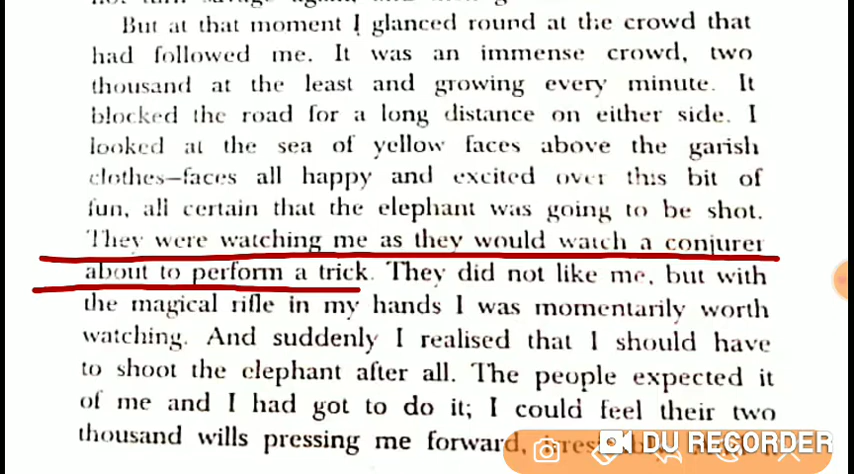 But at that moment I glanced round at the crowd that
had followed me. It was an immense crowd, two
thousand at the least and growing every minute. It
blocked the road for a long distance on either side. I
looked at the sea of yellow faces above the garish
clothes—faces all happy and excited over this bit of
fun, all certain that the elephant was going to be shot.
They were watching me as they would watch a conjurer
about to perform a trick. They did not like me, but with
the magical rifle in my hands I was momentarily worth
watching. And suddenly I realised that I should have
to shoot the elephant after all. The people expected it
of me and I had got to do it; I could feel their two
thousand wills pressing me forward,
DU RECORDER